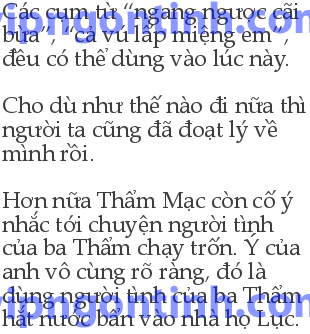 Các cụm từ “ngang ngược cãi
bừa”, “cả vú lấp miệng em”,
đều có thể dùng vào lúc này.
Cho dù như thế nào đi nữa thì
người ta cũng đã đoạt lý về
mình rồi.
Hơn nữa Thẩm Mạc còn cố ý
nhắc tới chuyện người tình
của ba Thẩm chạy trốn. Ý của
anh vô cùng rõ ràng, đó là
dùng người tình của ba Thẩm
hắt nước bẩn vào nhà họ Lục.